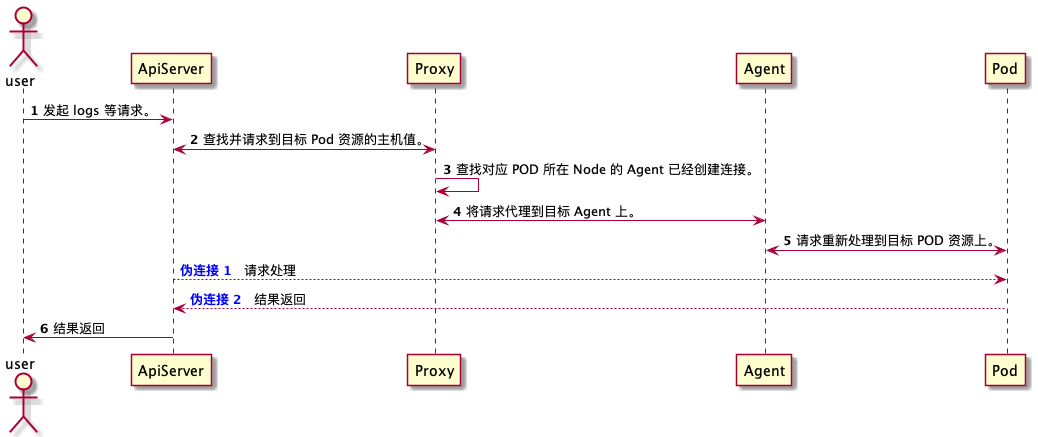 user
ApiServer
Proxy
Agent
Pod
1 发起 logs 等请求。
2 查找并请求到目标 Pod 资源的主机值。
3 查找对应 POD 所在 Node 的 Agent 已经创建连接。
4 将请求代理到目标 Agent 上。
5 请求重新处理到目标 POD 资源上。
伪连接 1 请求处理
伪连接 2 结果返回
6 结果返回
user
ApiServer
Proxy
Agent
Pod